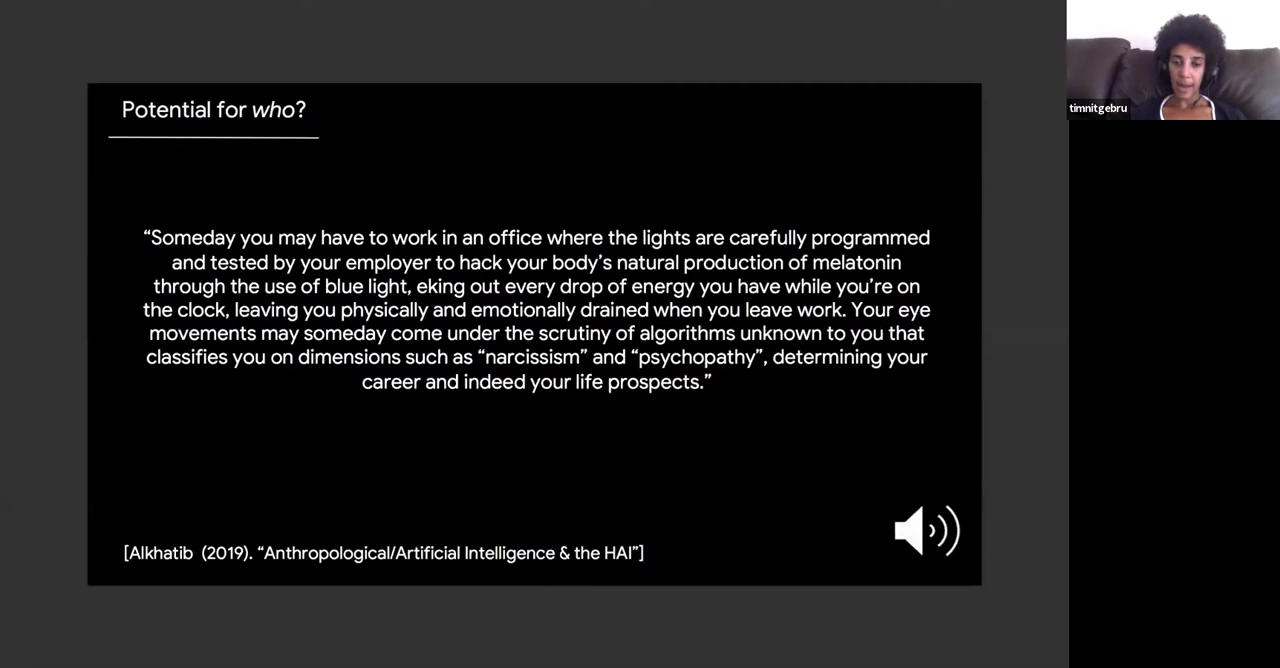 Potential for who?
“Someday you may have to work in an office where the lights are carefully programmed
and tested by your employer to hack your body’s natural production of melatonin
through the use of blue light, eking out every drop of energy you have while you’re on
the clock, leaving you physically and emotionally drained when you leave work. Your eye
movements may someday come under the scrutiny of algorithms unknown to you that
classifies you on dimensions such as “narcissism” and “psychopathy”, determining your
career and indeed your life prospects.”
[Alkhatib (2019). “Anthropological/Artificial Intelligence & the HAI”]
timnitgebru